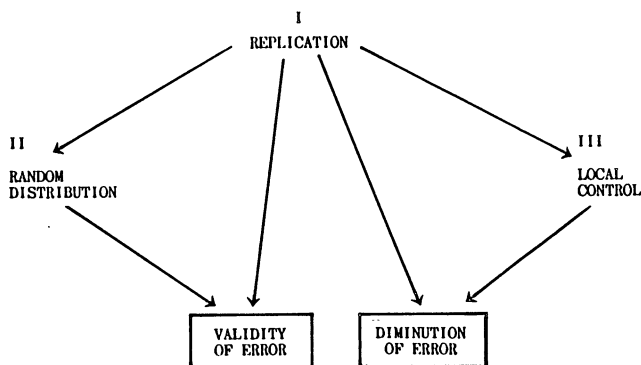 I
REPLICATION
II
RANDOM
DISTRIBUTION
III
LOCAL
CONTROL
VALIDITY
OF ERROR
DIMINUTION
OF ERROR